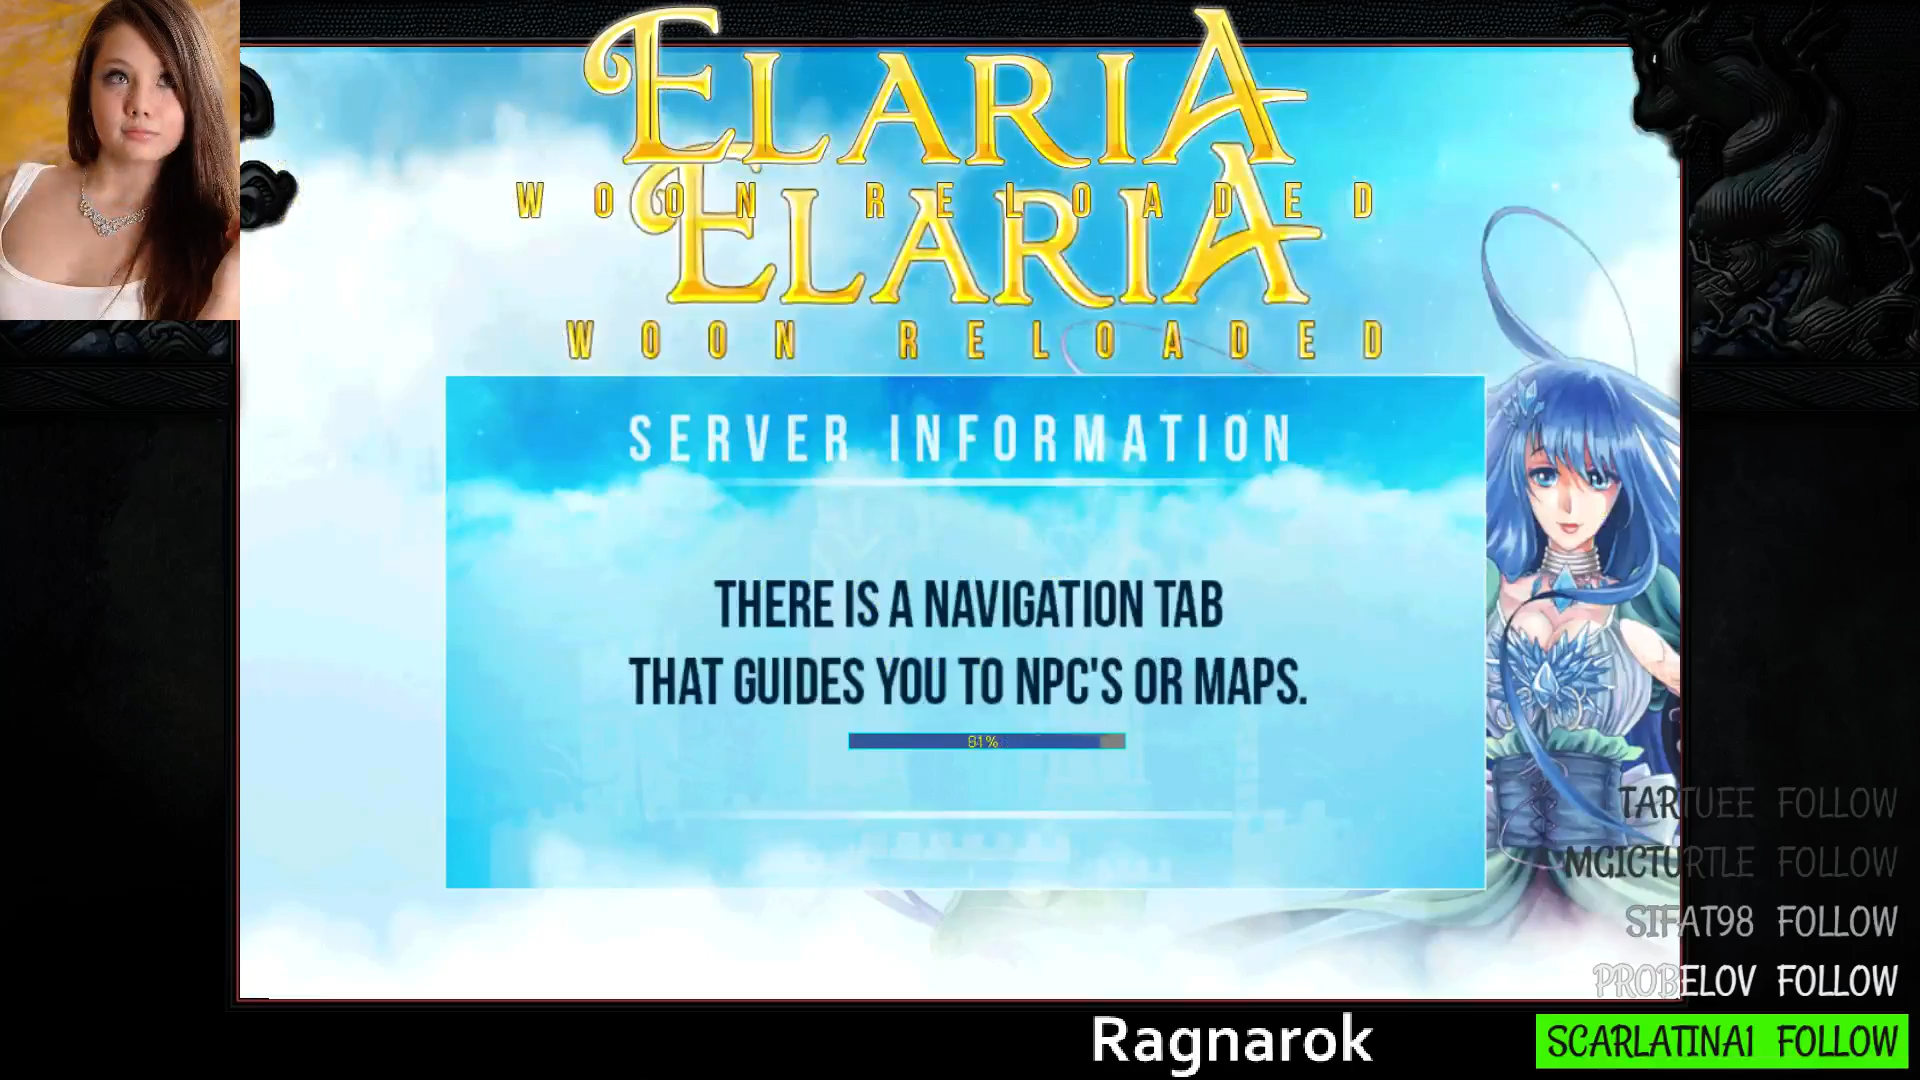 ELARIA
WOON RELOADED
ELARIA
WOON RELOADED
SERVER INFORMATION
THERE IS A NAVIGATION TAB
THAT GUIDES YOU TO NPC'S OR MAPS.
TARTUEE FOLLOW
MGICTURTLE FOLLOW
SIFAT98 FOLLOW
PROBELOV FOLLOW
Ragnarok
SCARLATINA1 FOLLOW